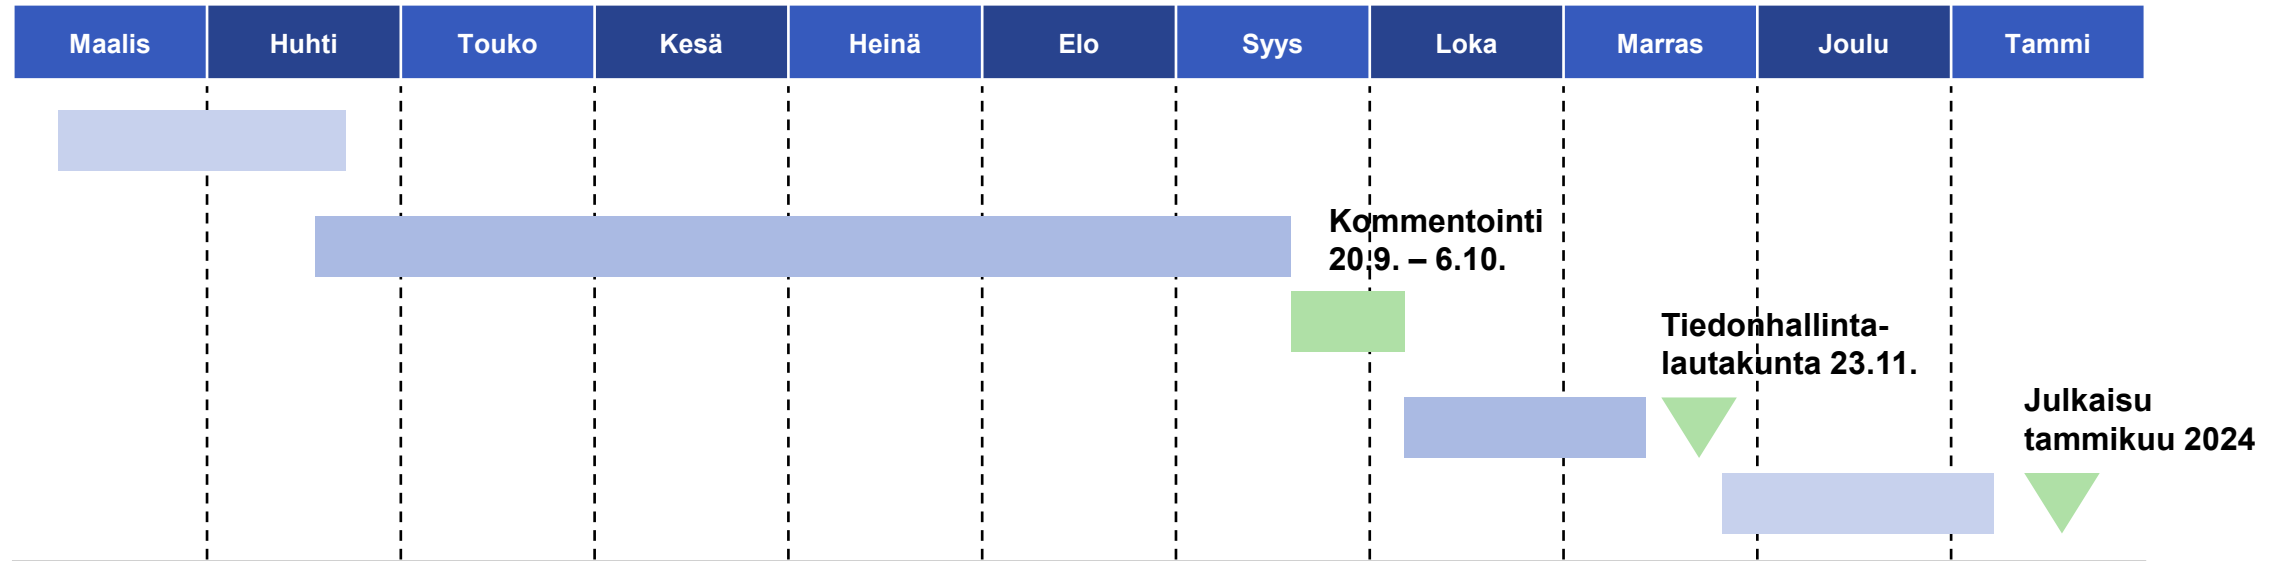 Maalis Huhti Touko Kesä Heinä Elo Syys Loka Marras Joulu Tammi
Kommentointi
20.9. – 6.10.
Tiedonhallinta-
lautakunta 23.11.
Julkaisu
tammikuu 2024